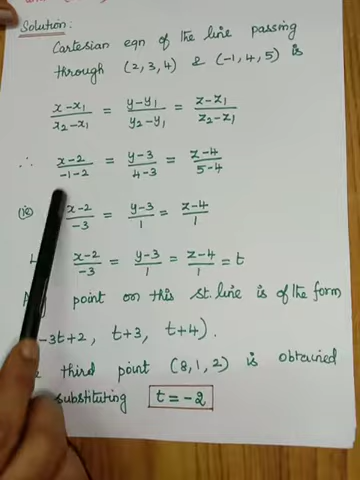 Solution:
Cartesian eqn of the line passing
through (2,3,4) & (-1,4,5) is
x-x₁/x₂-x₁ = y-y₁/y₂-y₁ = z-z₁/z₂-z₁
∴ x-2/-1-2 = y-3/4-3 = z-4/5-4
(ie) x-2/-3 = y-3/1 = z-4/1
x-2/-3 = y-3/1 = z-4/1 = t
point on this st. line is of the form
-3t+2, t+3, t+4).
third point (8,1,2) is obtained
substituting t = -2